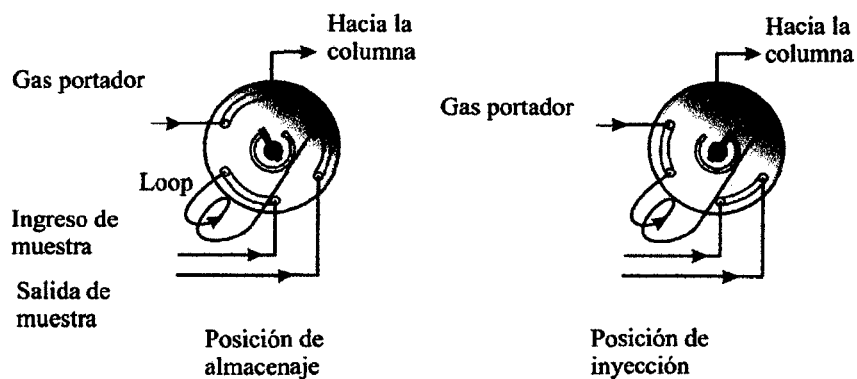 Hacia la
columna
Gas portador
Loop
Ingreso de
muestra
Salida de
muestra
Posición de
almacenaje
Hacia la
columna
Gas portador
Posición de
inyección